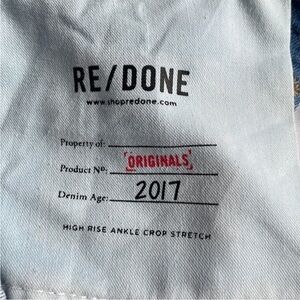 RE/DONE
www.shopredone.com
Property of:
Product Nº: [ORIGINALS]
Denim Age: 2017
HIGH RISE ANKLE CROP STRETCH